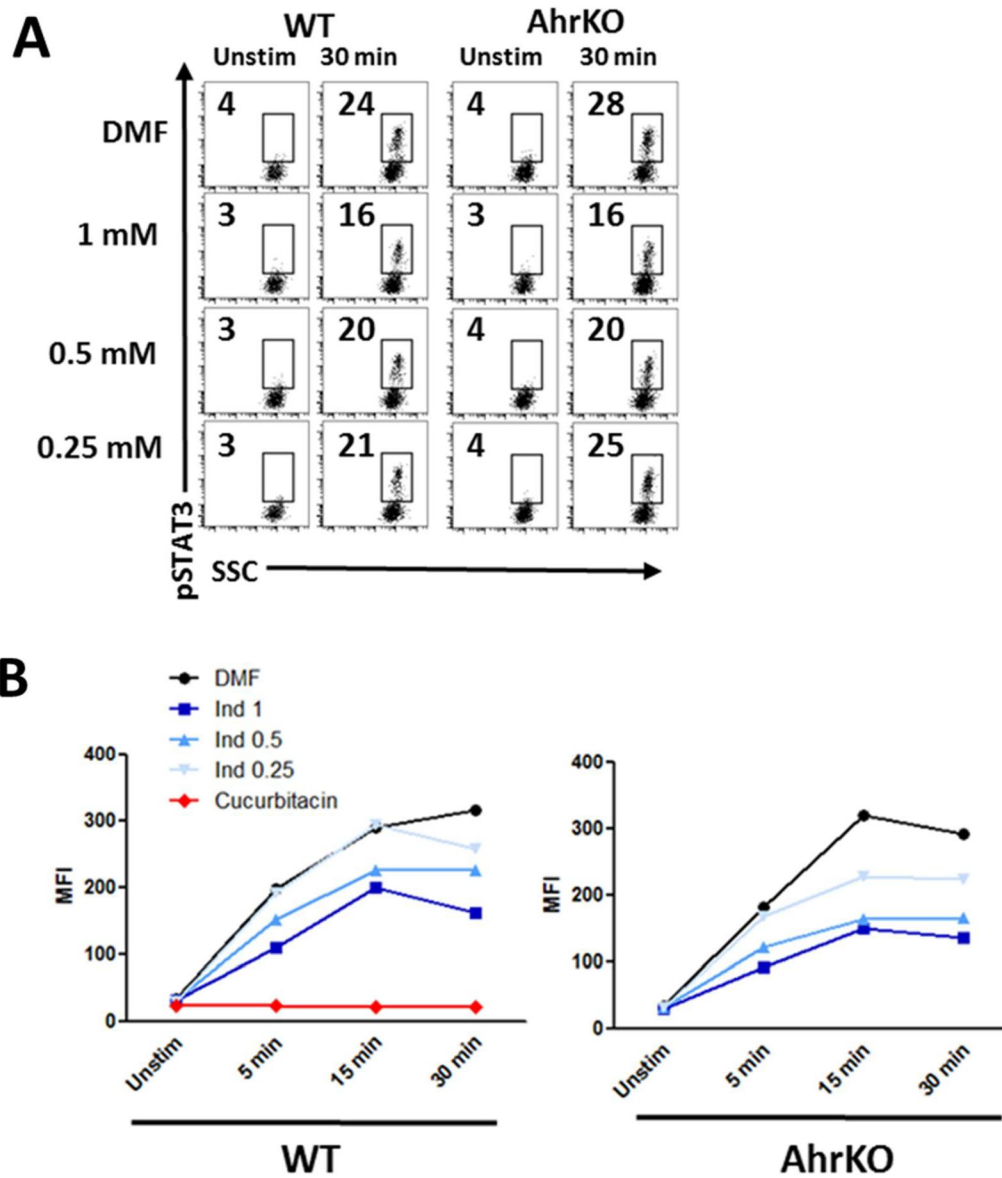 A
WT AhrKO
Unstim 30 min Unstim 30 min
DMF 4 24 4 28
1 mM 3 16 3 16
0.5 mM 3 20 4 20
0.25 mM 3 21 4 25
pSTAT3
SSC
B
DMF
Ind 1
Ind 0.5
Ind 0.25
Cucurbitacin
400 300 200 100 0
MFI
Unstim 5 min 15 min 30 min
WT
400 300 200 100 0
MFI
Unstim 5 min 15 min 30 min
AhrKO